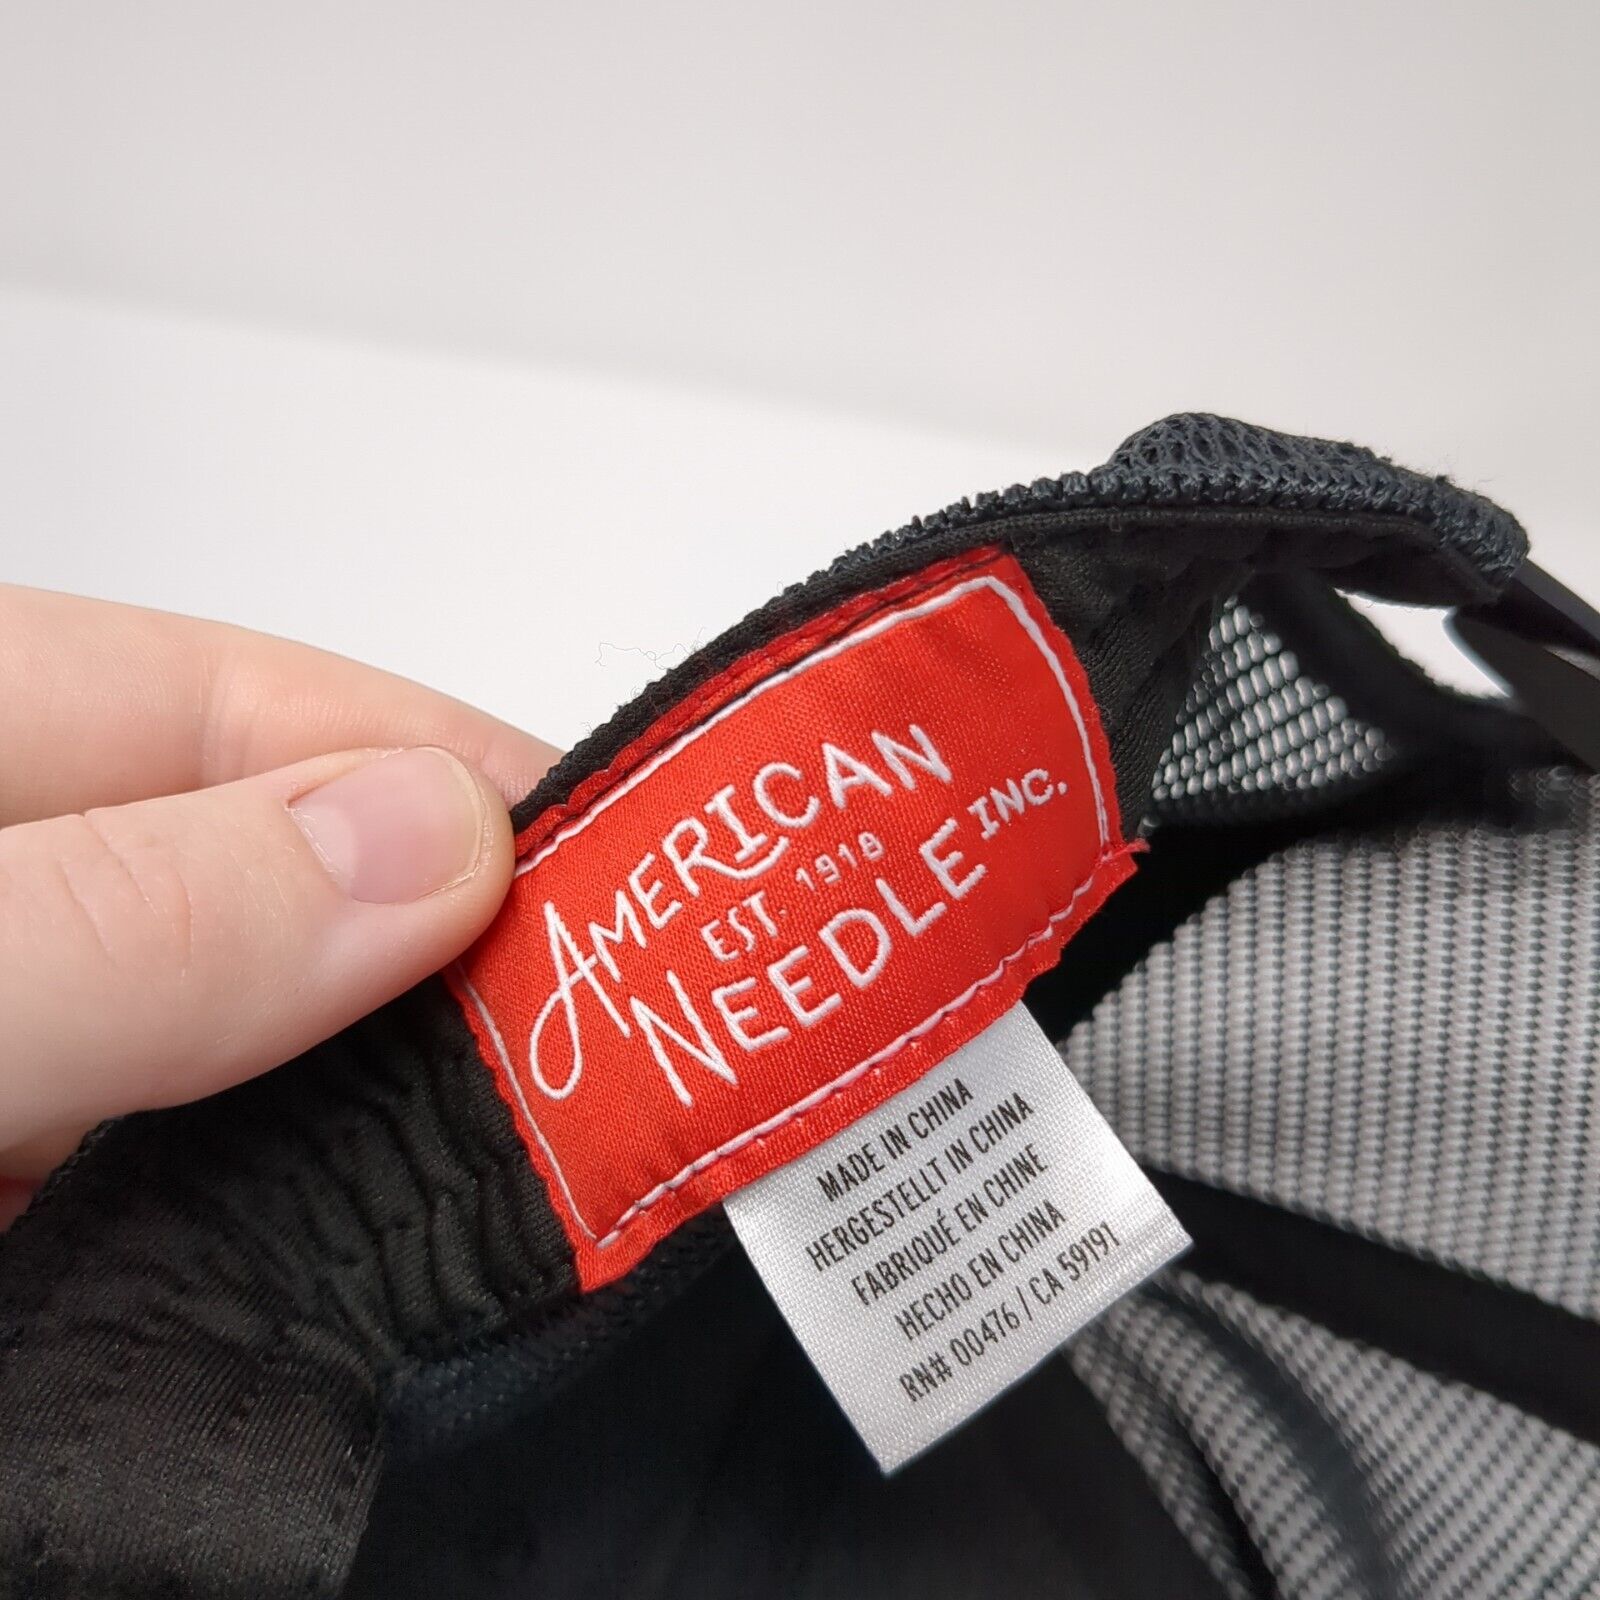 AMERICAN
EST. 1918
NEEDLE INC.
MADE IN CHINA
HERGESTELLT IN CHINA
FABRIQUÉ EN CHINE
HECHO EN CHINA
RN# 00476 / CA 59191